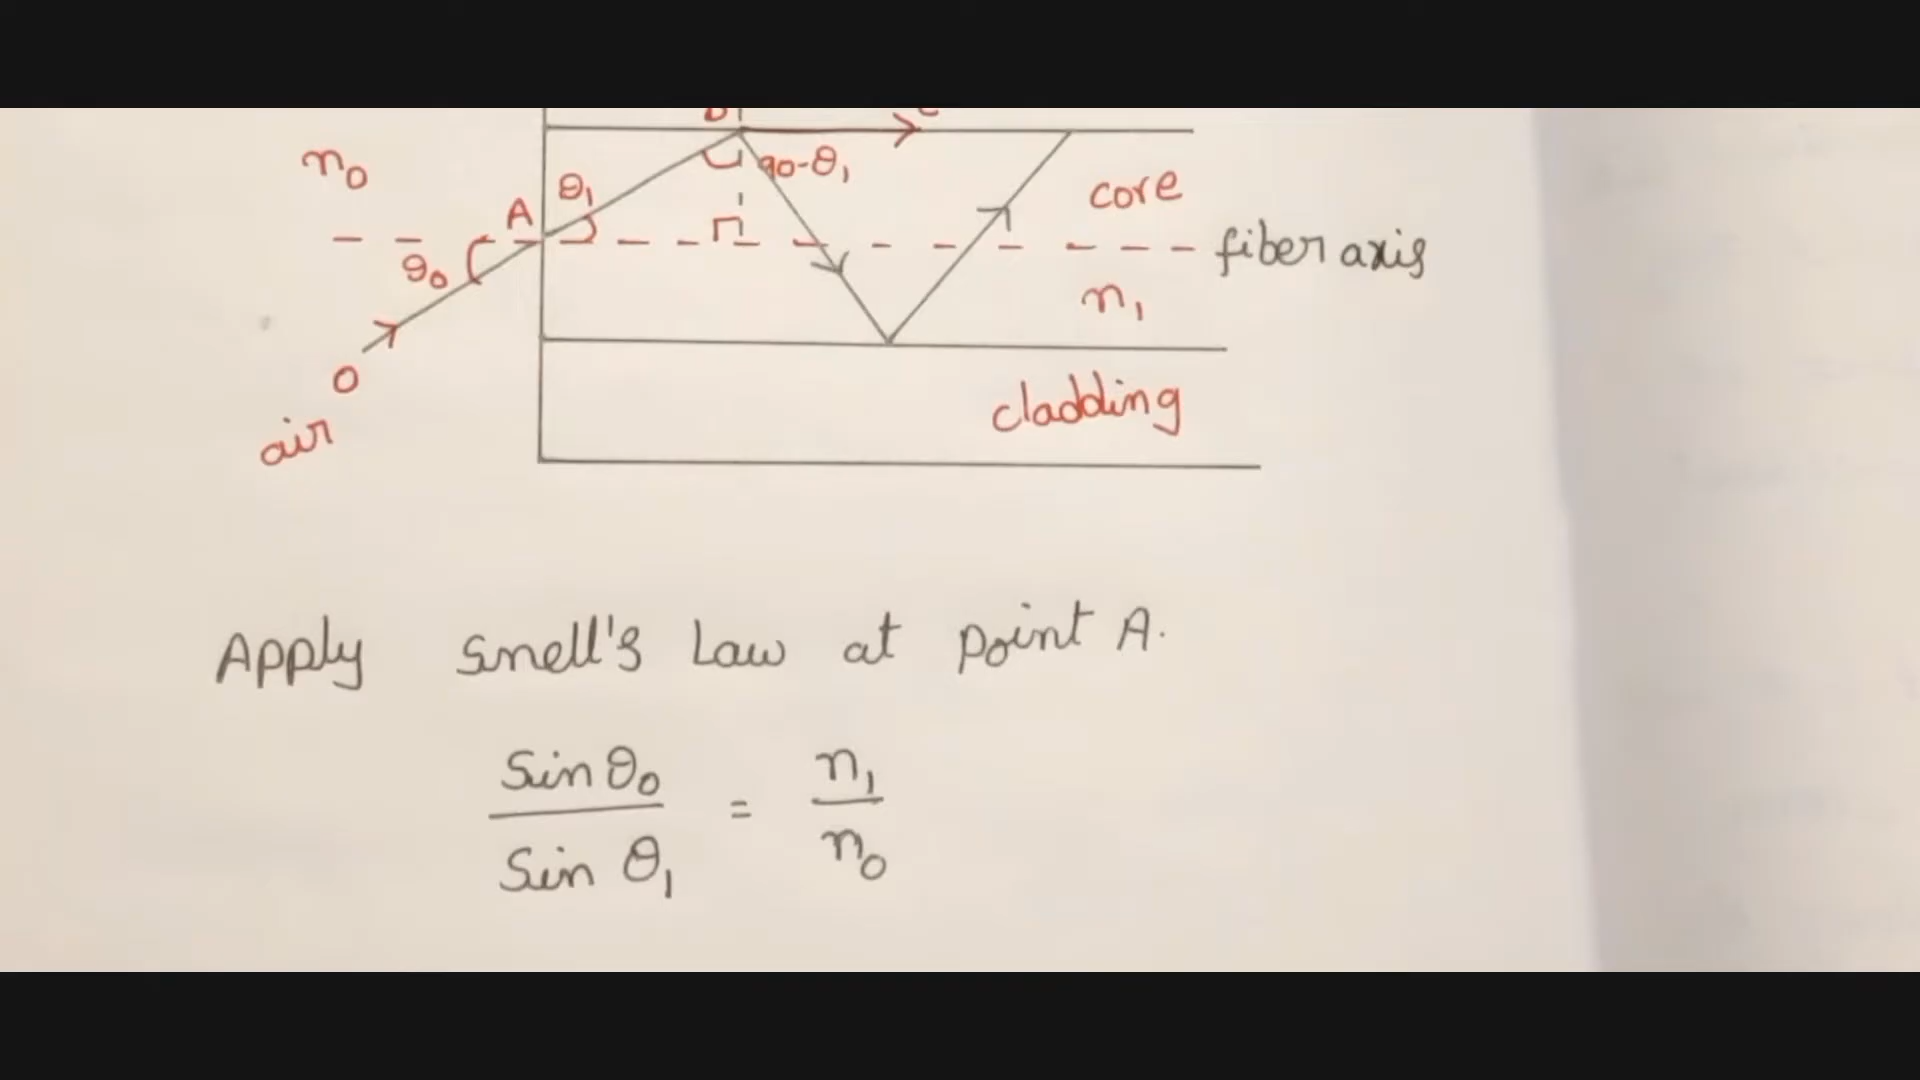 n₀
90-θ₁
θ₁
core
A
fiber axis
θ₀
n₁
O
cladding
air
Apply Snell's Law at point A.
Sin θ₀ / Sin θ₁ = n₁ / n₀